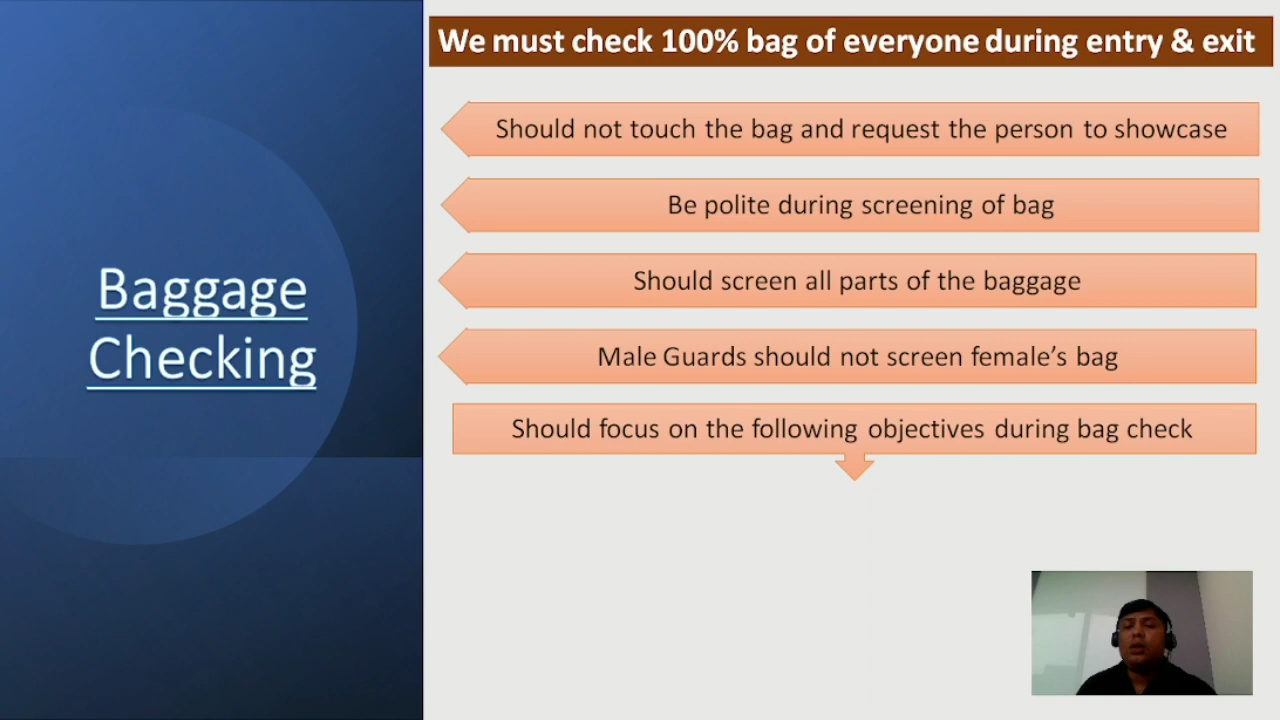 We must check 100% bag of everyone during entry & exit
Should not touch the bag and request the person to showcase
Be polite during screening of bag
Should screen all parts of the baggage
Male Guards should not screen female’s bag
Should focus on the following objectives during bag check
Baggage
Checking